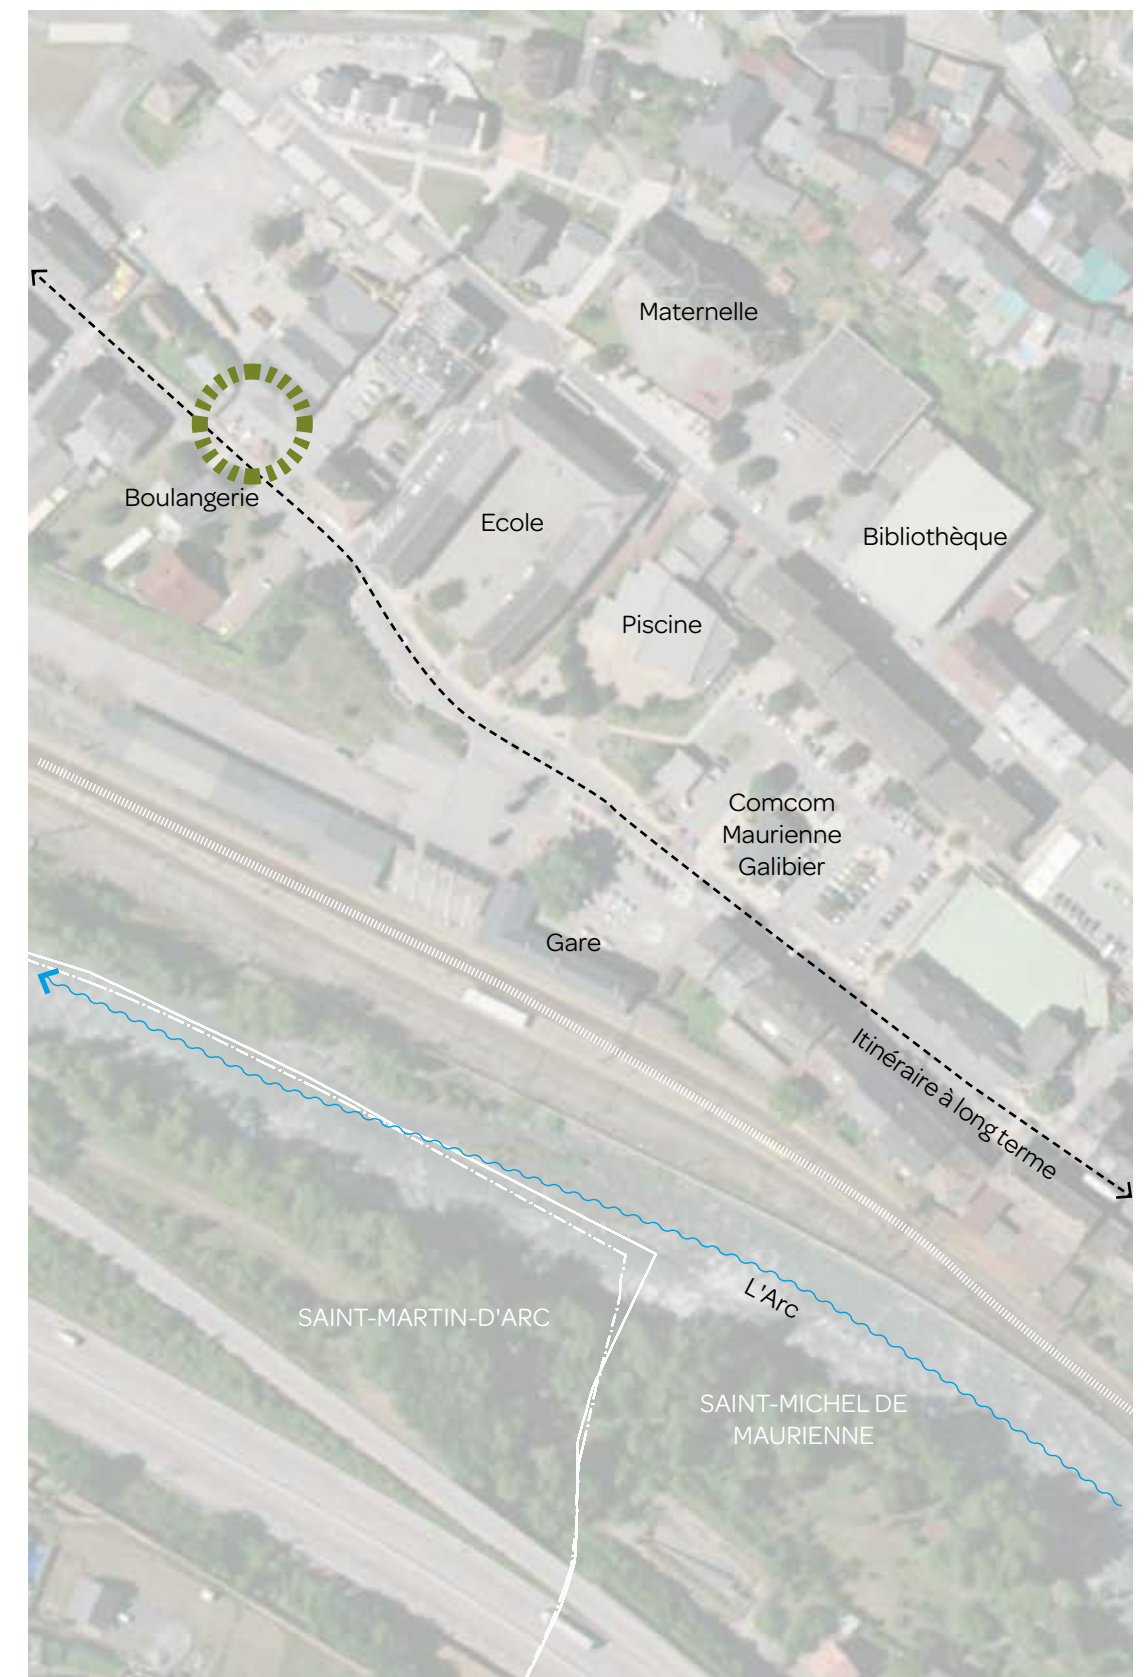 Maternelle
Boulangerie
Ecole
Bibliothèque
Piscine
Comcom
Maurienne
Galibier
Gare
Itinéraire à long terme
L'Arc
SAINT-MARTIN-D'ARC
SAINT-MICHEL DE
MAURIENNE